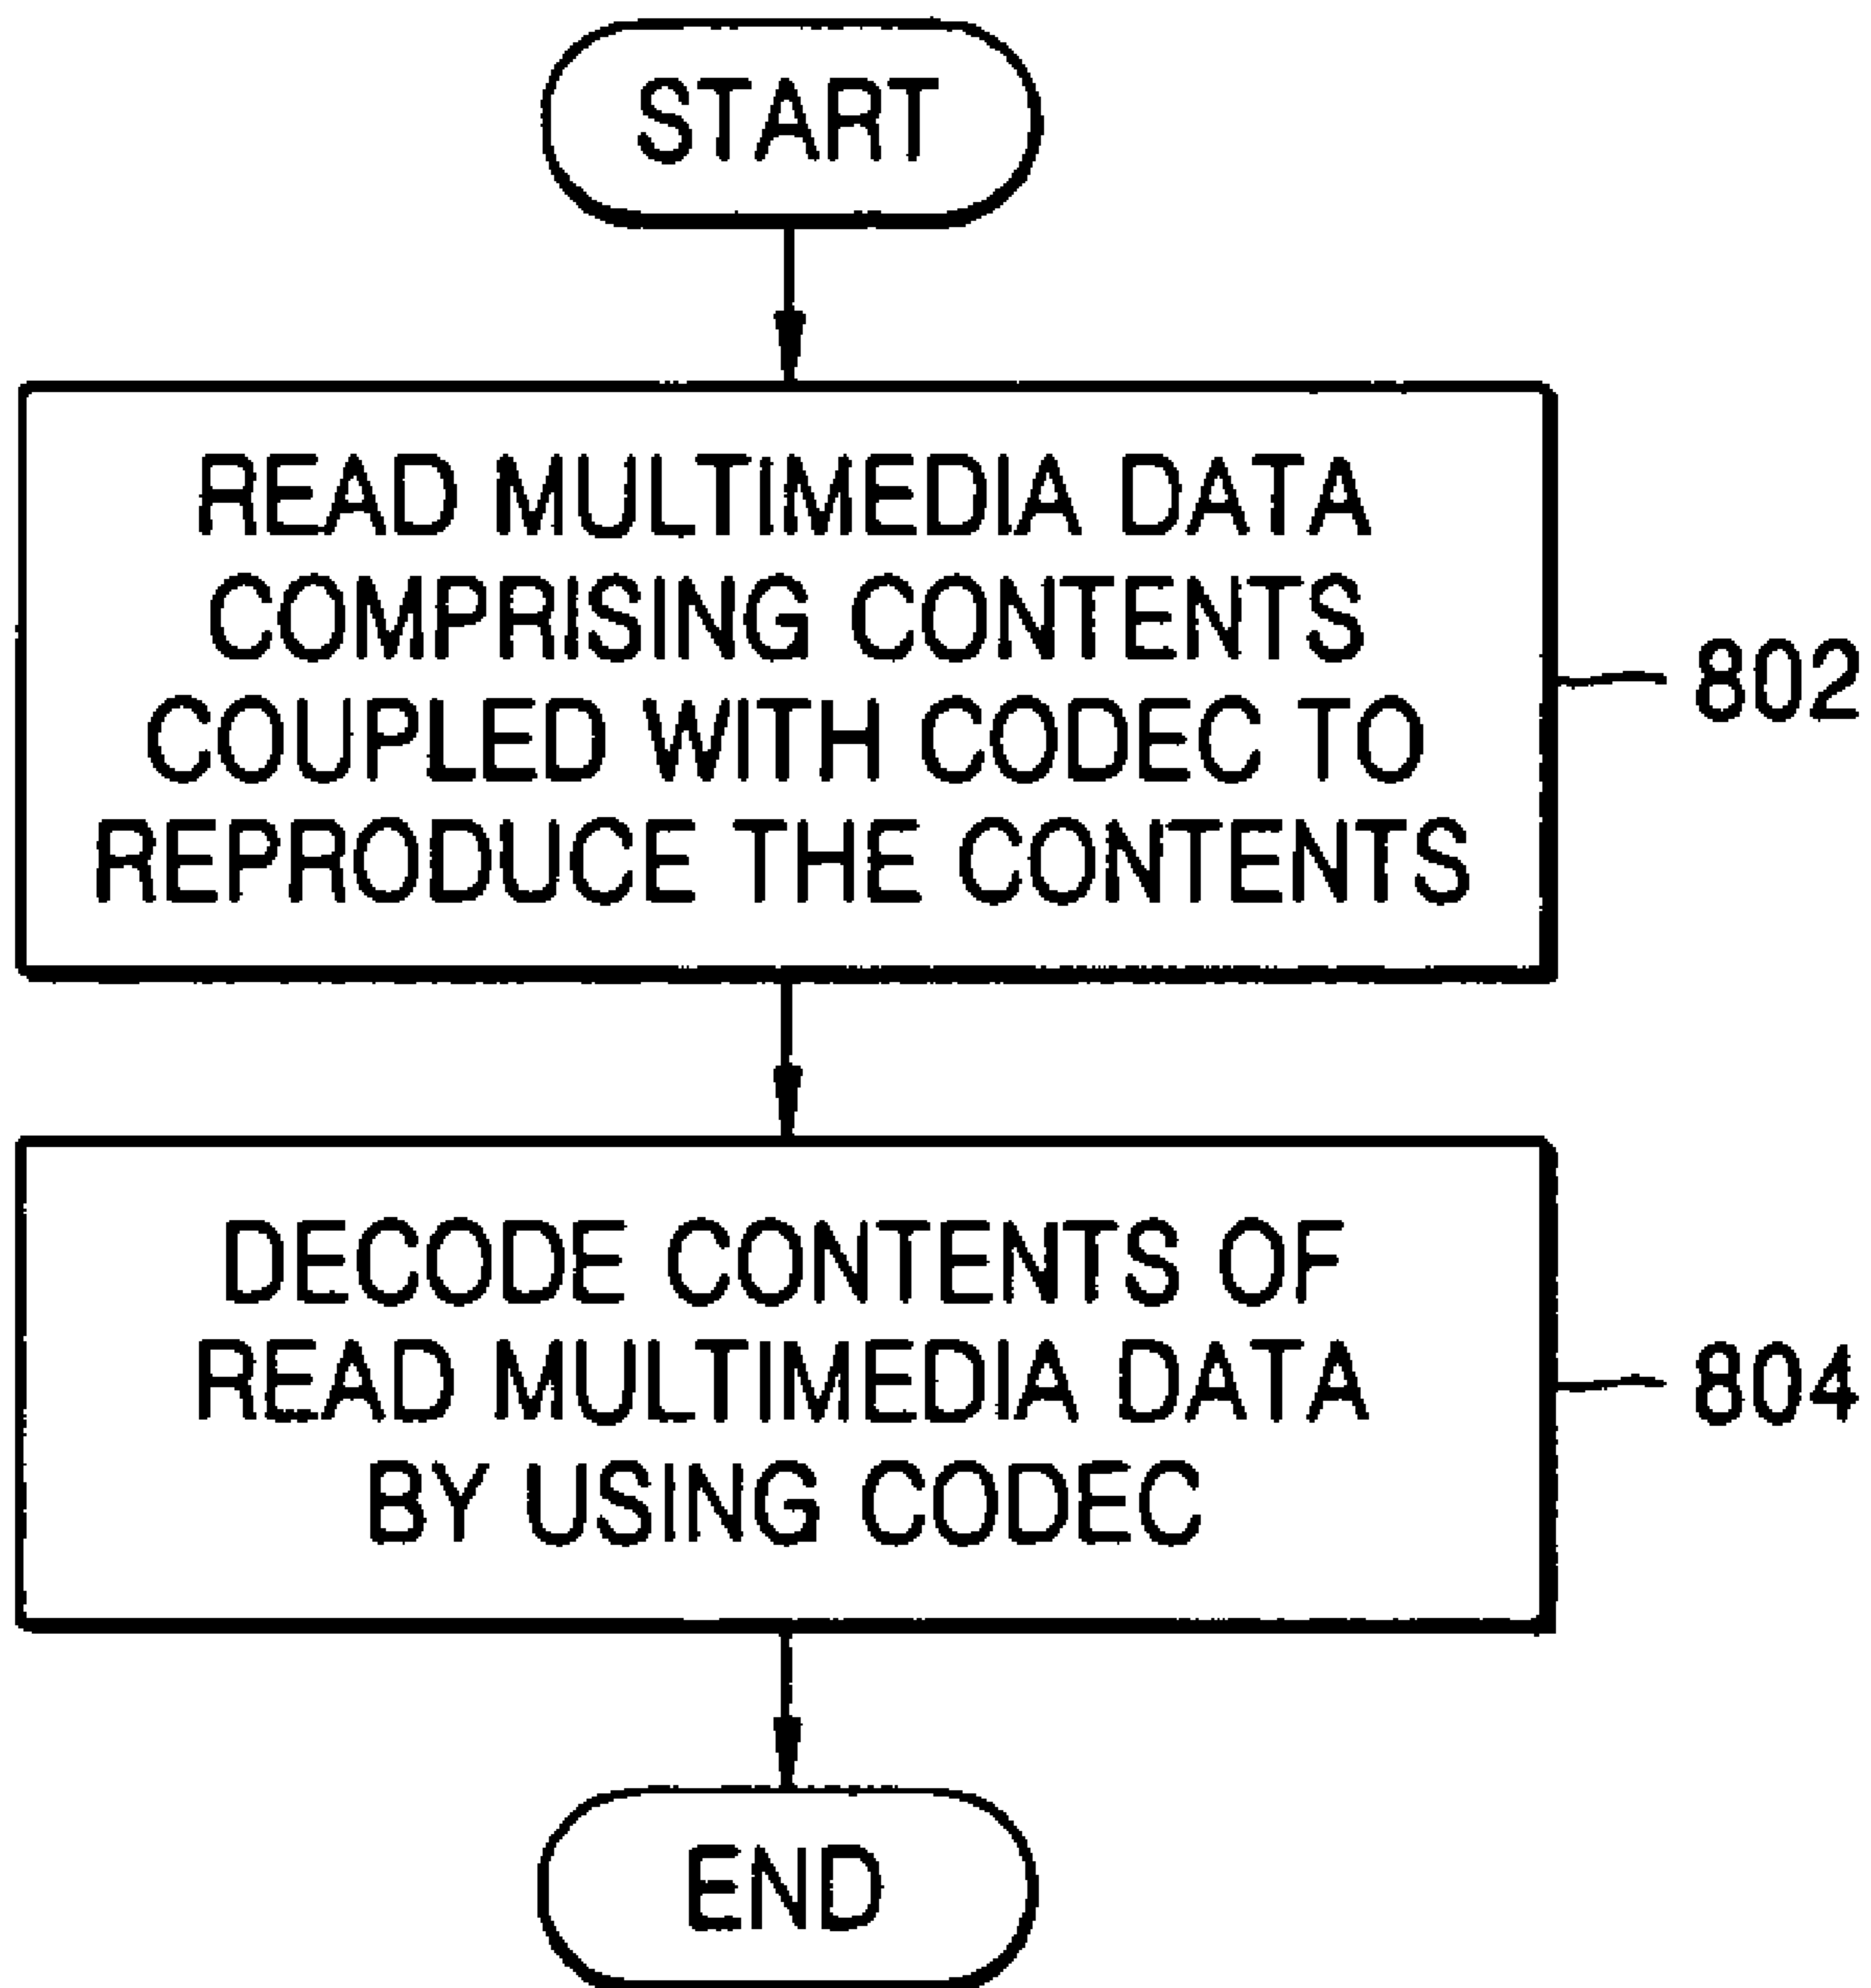 START
READ MULTIMEDIA DATA
COMPRISING CONTENTS
COUPLED WITH CODEC TO
REPRODUCE THE CONTENTS
802
DECODE CONTENTS OF
READ MULTIMEDIA DATA
BY USING CODEC
804
END